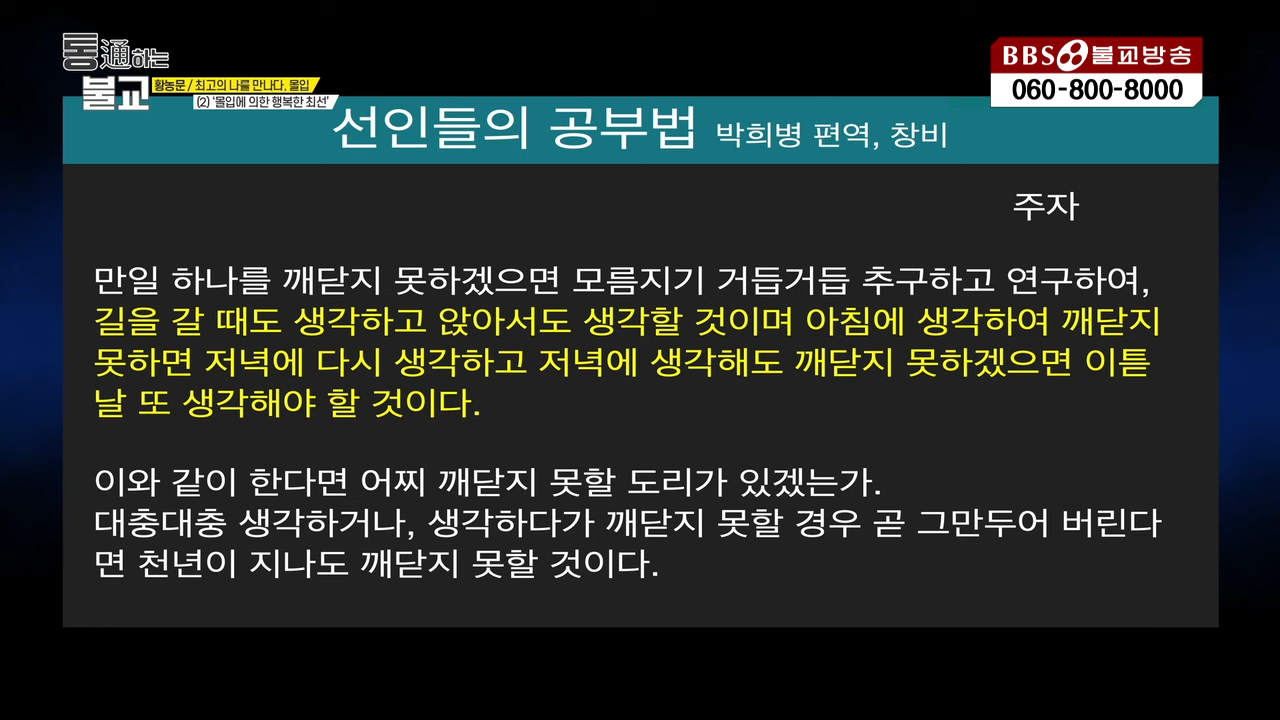 통通하는
불교
황농문 / 최고의 나를 만나다, 몰입
(2) '몰입에 의한 행복한 최선'
BBS 불교방송
060-800-8000
선인들의 공부법 박희병 편역, 창비
주자
만일 하나를 깨닫지 못하겠으면 모름지기 거듭거듭 추구하고 연구하여,
길을 갈 때도 생각하고 앉아서도 생각할 것이며 아침에 생각하여 깨닫지
못하면 저녁에 다시 생각하고 저녁에 생각해도 깨닫지 못하겠으면 이튿
날 또 생각해야 할 것이다.
이와 같이 한다면 어찌 깨닫지 못할 도리가 있겠는가.
대충대충 생각하거나, 생각하다가 깨닫지 못할 경우 곧 그만두어 버린다
면 천년이 지나도 깨닫지 못할 것이다.